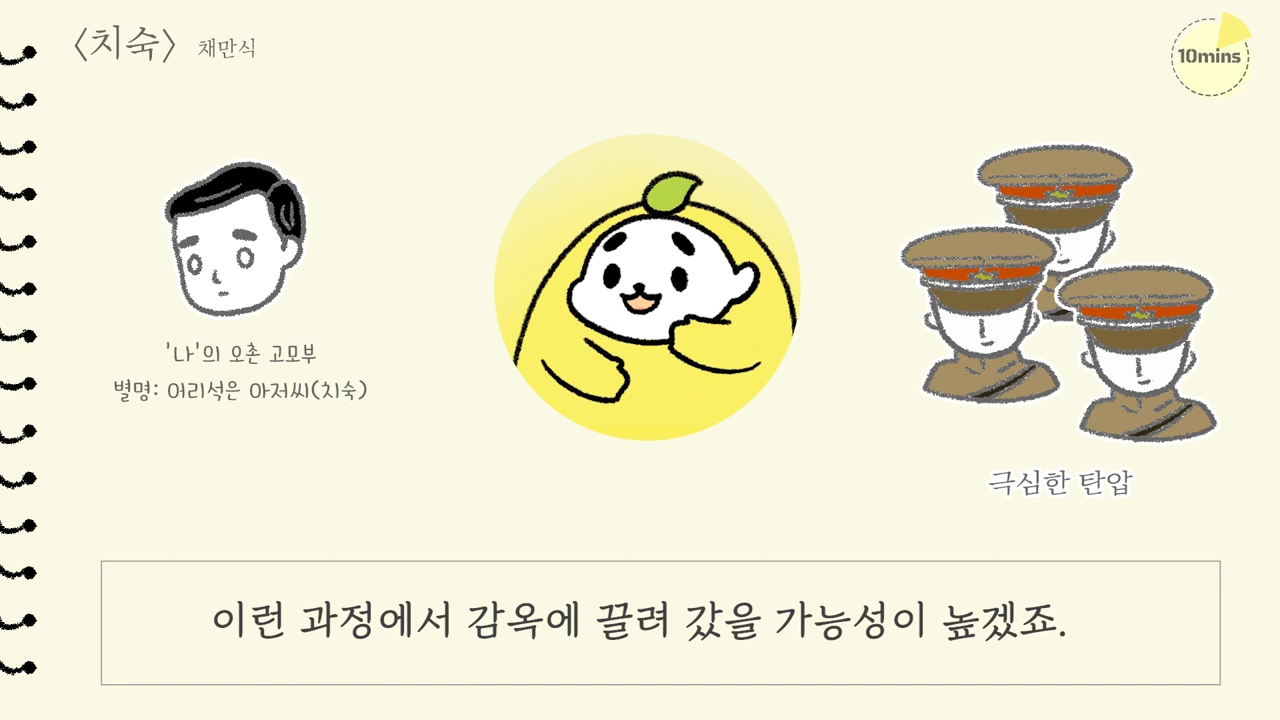 〈치숙〉 채만식
10mins
'나'의 오촌 고모부
별명: 어리석은 아저씨(치숙)
극심한 탄압
이런 과정에서 감옥에 끌려 갔을 가능성이 높겠죠.